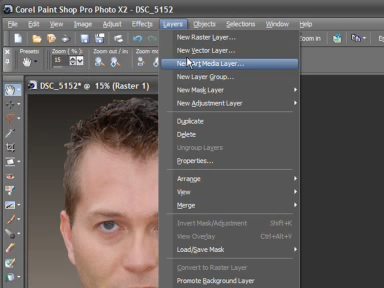 Corel Paint Shop Pro Photo X2 - DSC_5152
File Edit View Image Adjust Effects Layers Objects Selections Window Help
Presets: Zoom ( % ): Zoom out / in: Zoom mo
15
Zoom in
DSC_5152* @ 15% (Raster 1)
New Raster Layer...
New Vector Layer...
New Art Media Layer...
New Layer Group...
New Mask Layer
New Adjustment Layer
Duplicate
Delete
Ungroup Layers
Properties...
Arrange
View
Merge
Invert Mask/Adjustment Shift+K
View Overlay Ctrl+Alt+V
Load/Save Mask
Convert to Raster Layer
Promote Background Layer